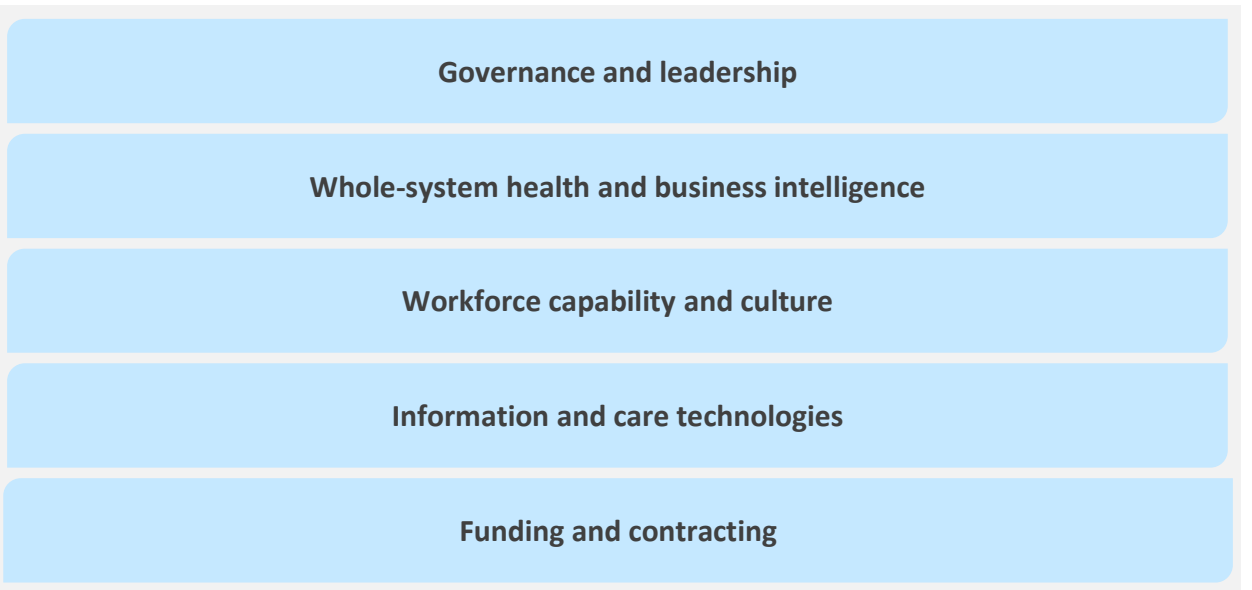 Governance and leadership
Whole-system health and business intelligence
Workforce capability and culture
Information and care technologies
Funding and contracting